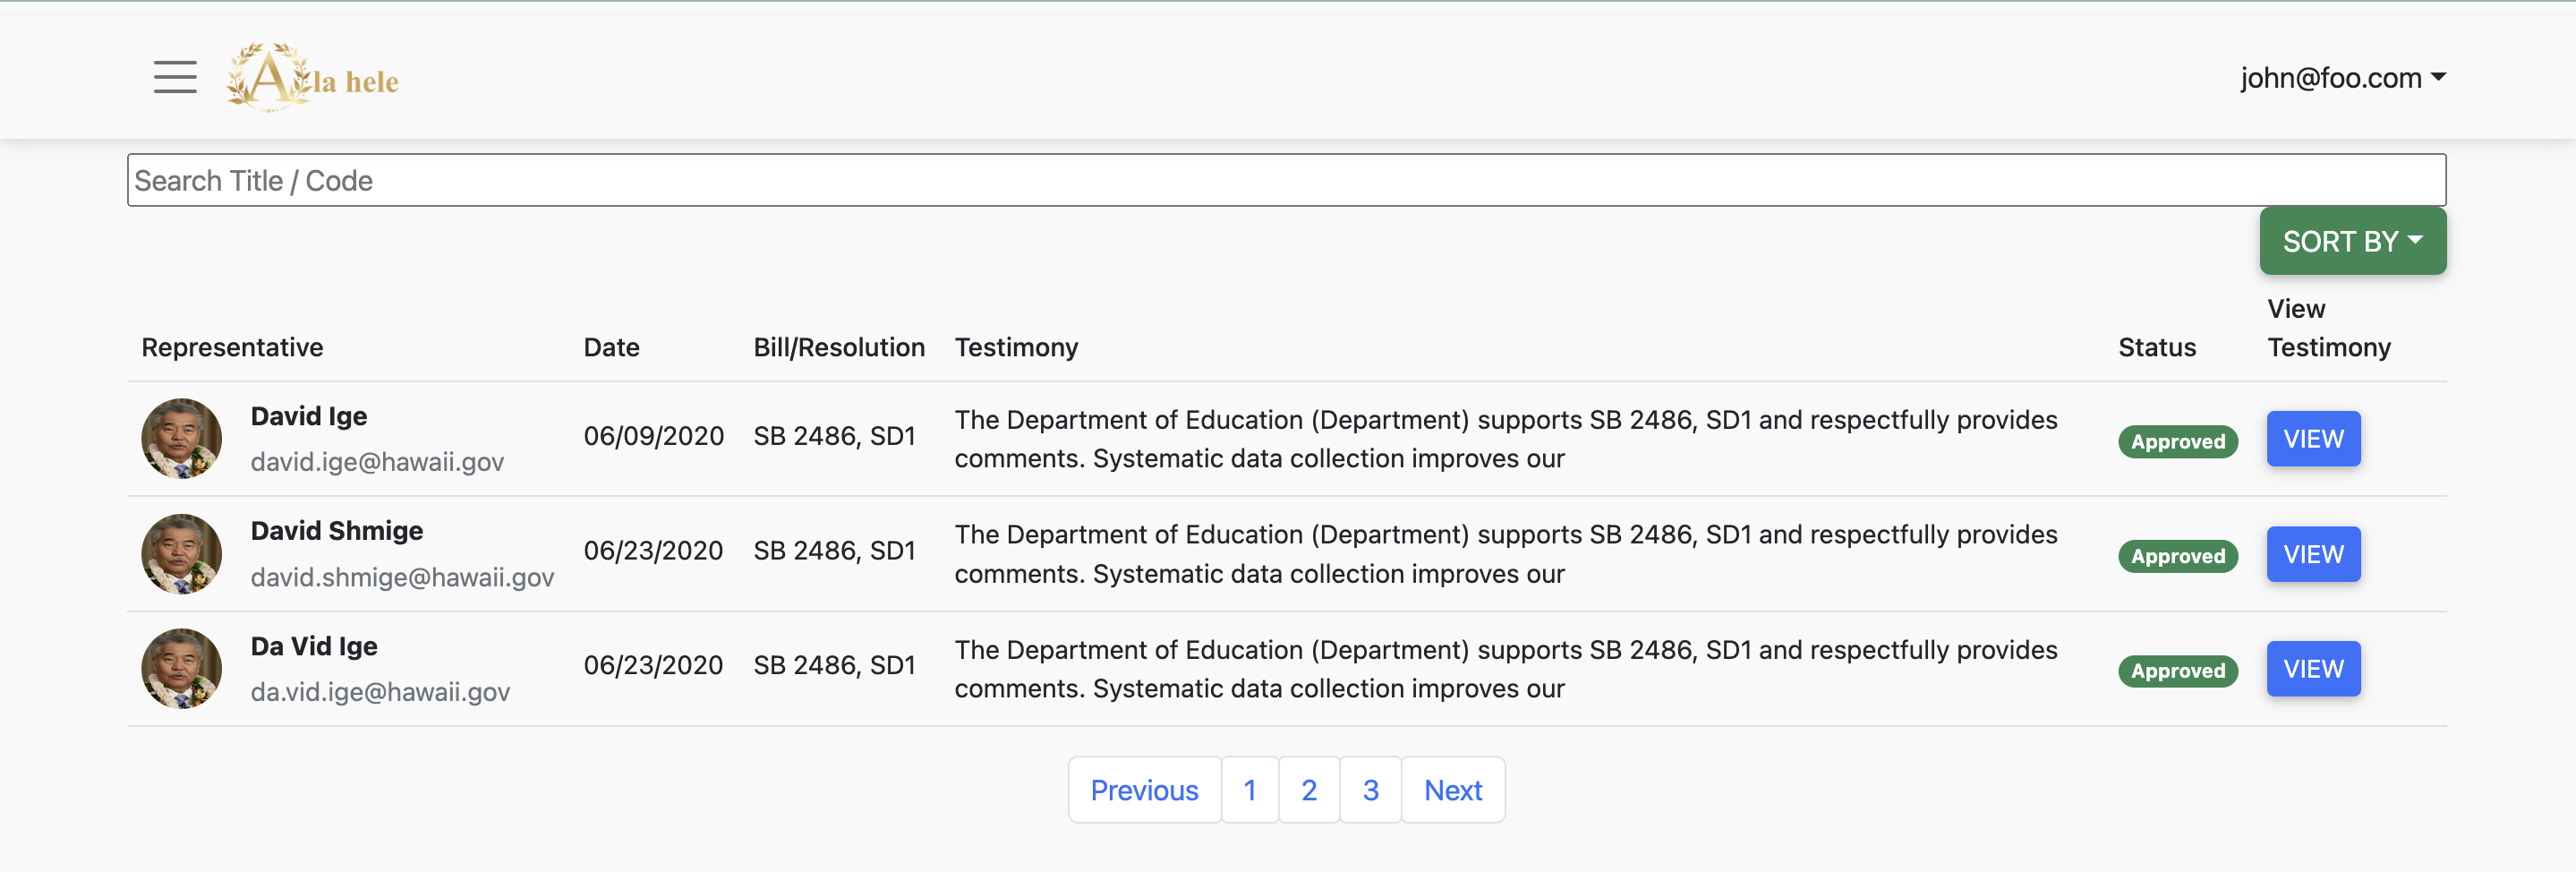 Ala hele
john@foo.com
Search Title / Code
SORT BY
Representative Date Bill/Resolution Testimony Status View Testimony
David Ige
david.ige@hawaii.gov
06/09/2020
SB 2486, SD1
The Department of Education (Department) supports SB 2486, SD1 and respectfully provides
comments. Systematic data collection improves our
Approved
VIEW
David Shmige
david.shmige@hawaii.gov
06/23/2020
SB 2486, SD1
The Department of Education (Department) supports SB 2486, SD1 and respectfully provides
comments. Systematic data collection improves our
Approved
VIEW
Da Vid Ige
da.vid.ige@hawaii.gov
06/23/2020
SB 2486, SD1
The Department of Education (Department) supports SB 2486, SD1 and respectfully provides
comments. Systematic data collection improves our
Approved
VIEW
Previous 1 2 3 Next